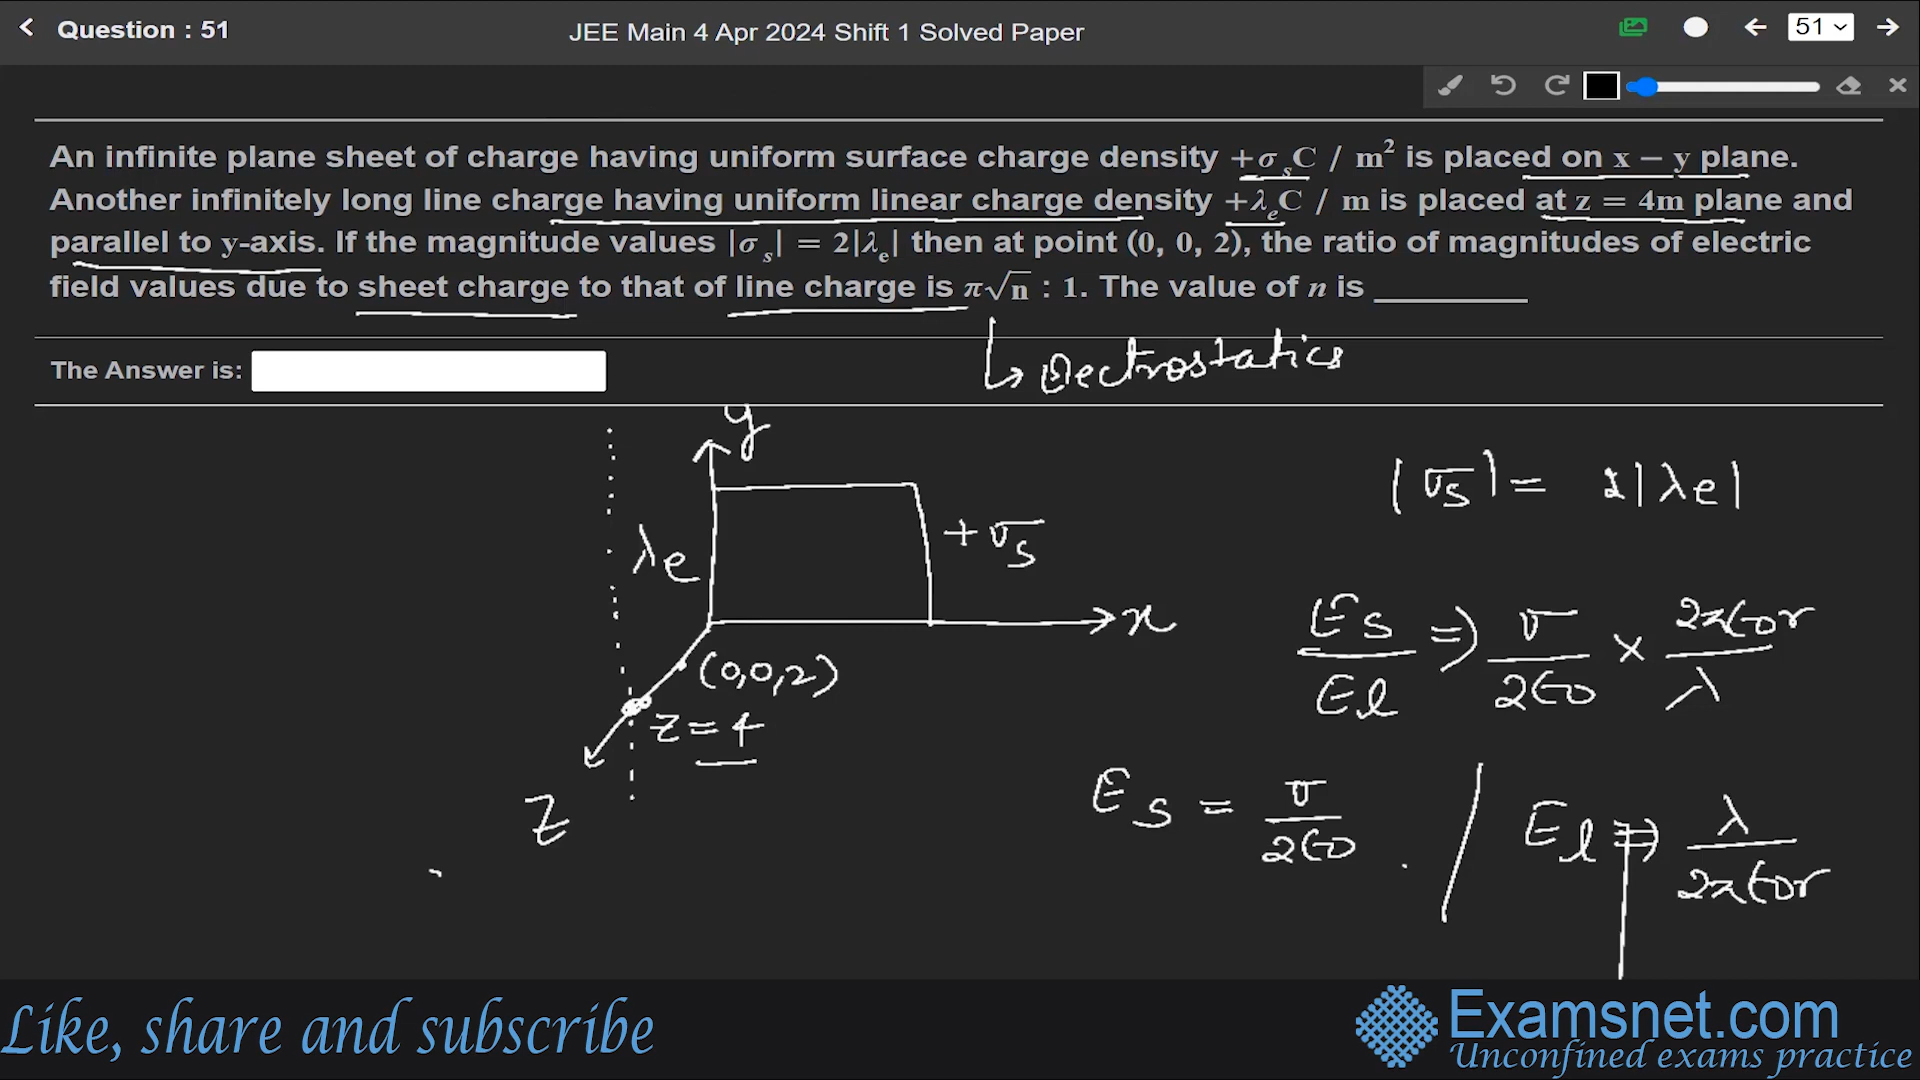 Question : 51
JEE Main 4 Apr 2024 Shift 1 Solved Paper
51
An infinite plane sheet of charge having uniform surface charge density +σ_s C / m² is placed on x − y plane.
Another infinitely long line charge having uniform linear charge density +λ_e C / m is placed at z = 4m plane and
parallel to y-axis. If the magnitude values |σ_s| = 2|λ_e| then at point (0, 0, 2), the ratio of magnitudes of electric
field values due to sheet charge to that of line charge is π√n : 1. The value of n is ________
The Answer is:
Electrostatics
y
λe
+σs
x
(0,0,2)
z = 4
Z
|σs| = 2|λe|
Es/El ⇒ σ/2ϵ0 × 2πϵ0r/λ
Es = σ/2ϵ0
El ⇒ λ/2πϵ0r
Like, share and subscribe
Examsnet.com
Unconfined exams practice